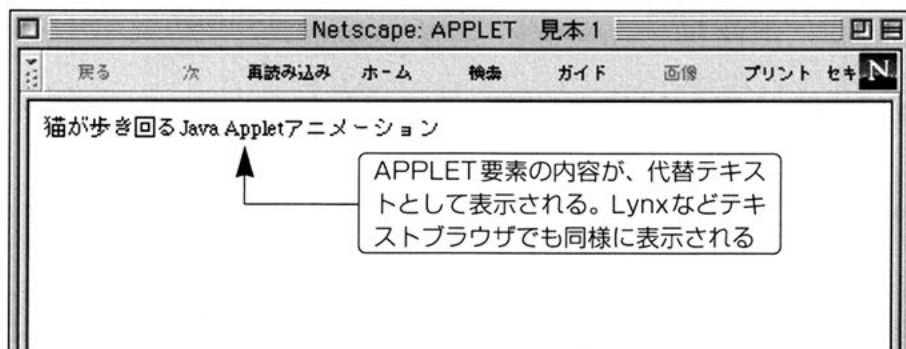 Netscape: APPLET 見本1
戻る 次 再読み込み ホーム 検索 ガイド 画像 プリント セキ N
猫が歩き回るJava Appletアニメーション
APPLET要素の内容が、代替テキス
トとして表示される。Lynxなどテキ
ストブラウザでも同様に表示される